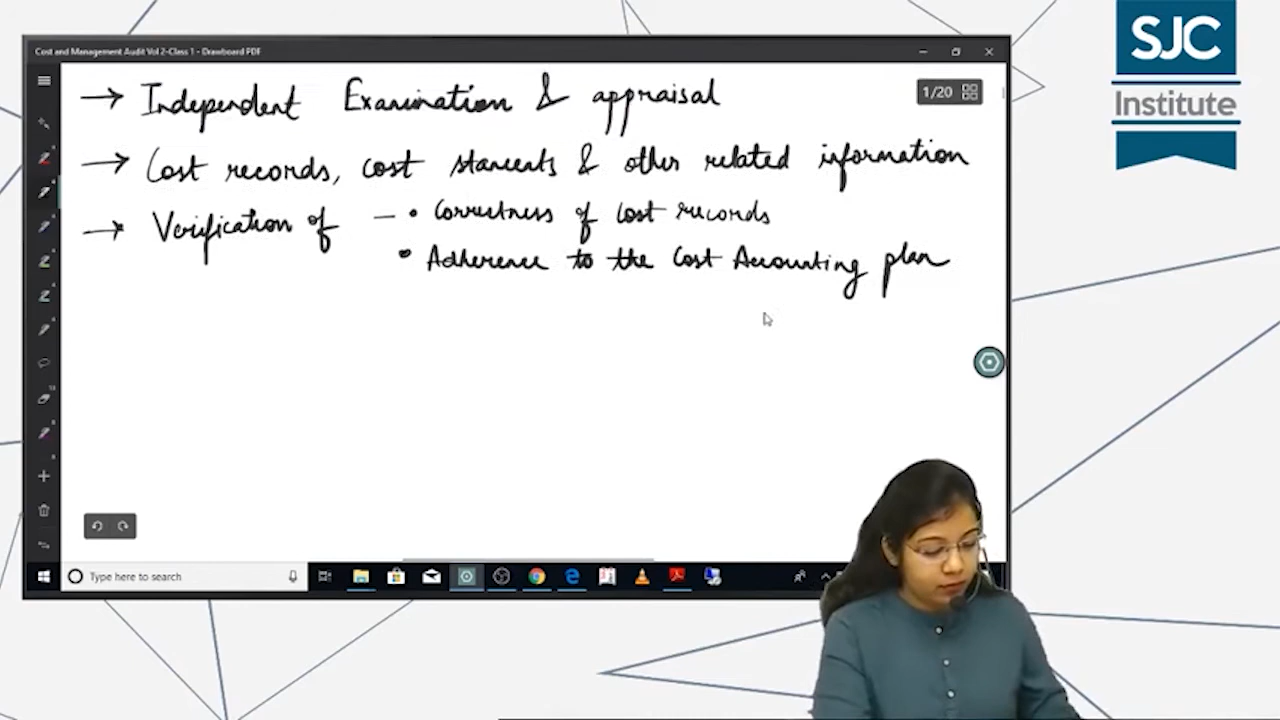 SJC
Institute
Cost and Management Audit Vol 2-Class 1 - Drawboard PDF
1/20
→ Independent Examination & appraisal
→ Cost records, cost stancents & other related information
→ Verification of — • Correctness of Cost records
• Adherence to the Cost Accounting plan
Type here to search